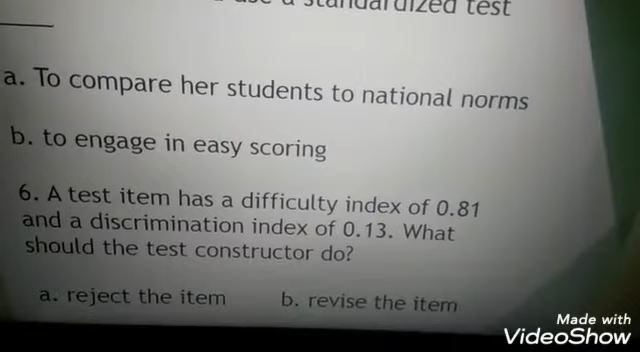 a standardized test
a. To compare her students to national norms
b. to engage in easy scoring
6. A test item has a difficulty index of 0.81
and a discrimination index of 0.13. What
should the test constructor do?
a. reject the item b. revise the item
Made with
VideoShow